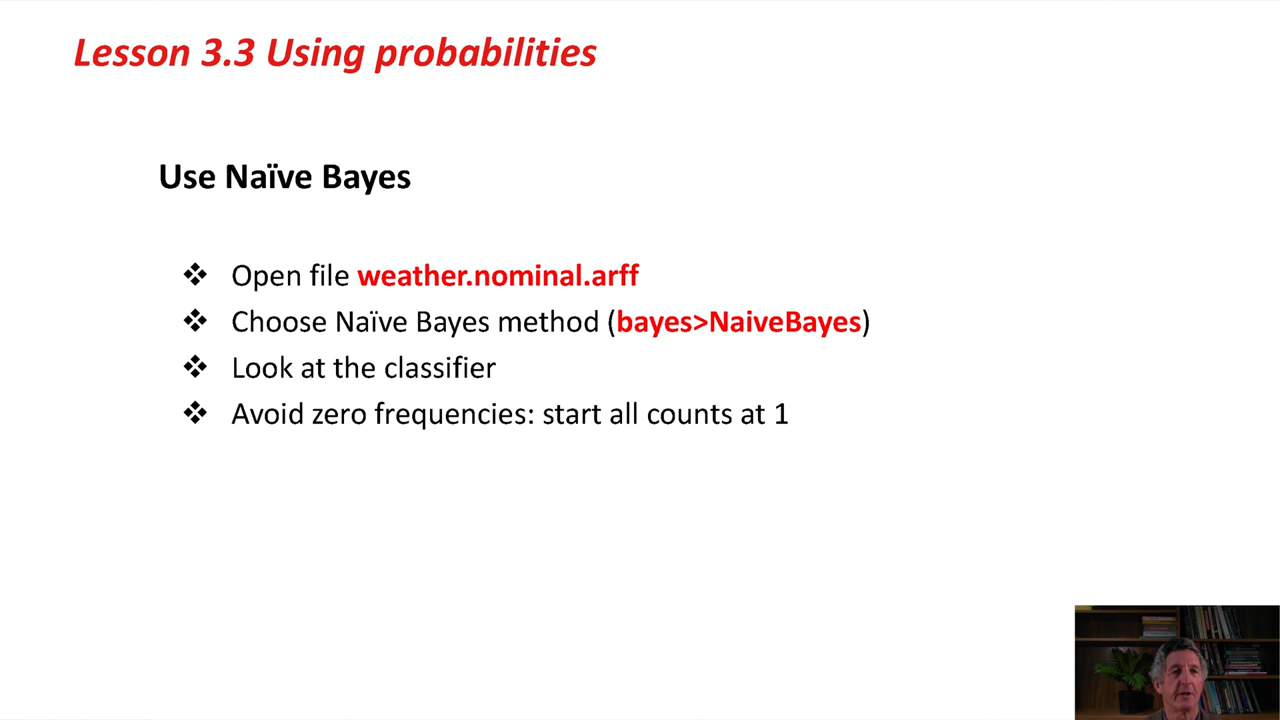 Lesson 3.3 Using probabilities
Use Naïve Bayes
❖ Open file weather.nominal.arff
❖ Choose Naïve Bayes method (bayes>NaiveBayes)
❖ Look at the classifier
❖ Avoid zero frequencies: start all counts at 1